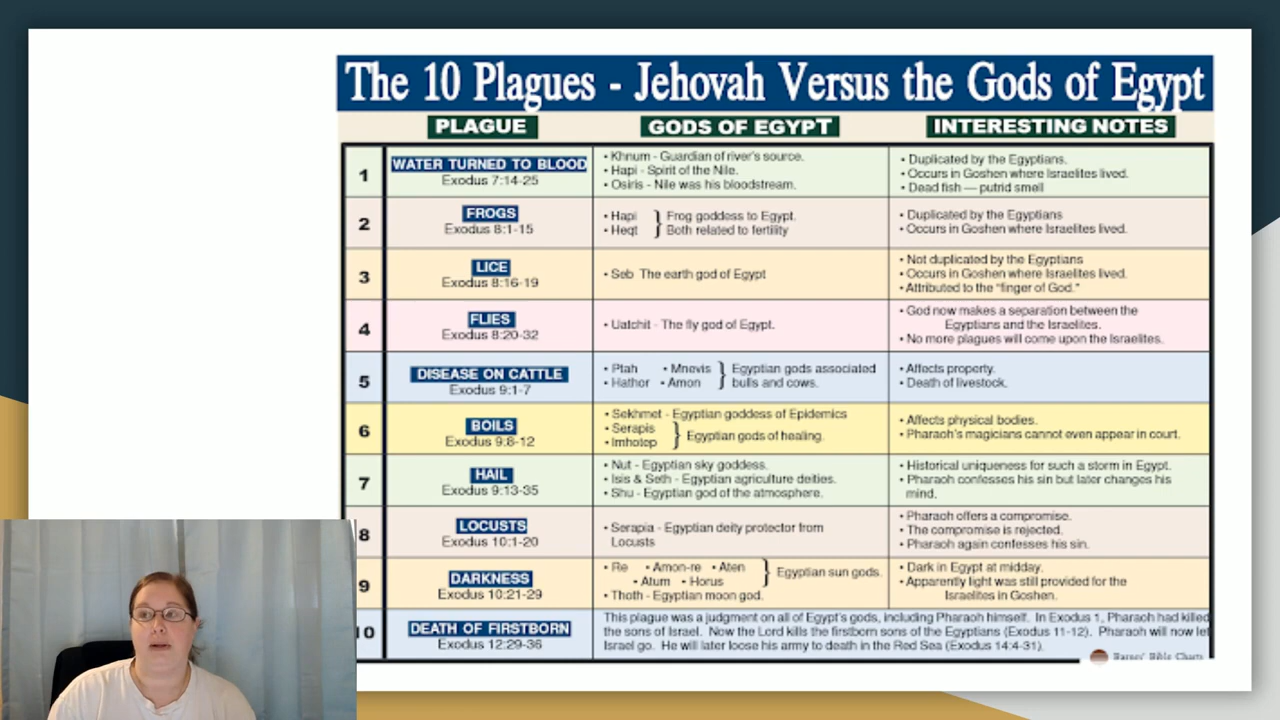 The 10 Plagues - Jehovah Versus the Gods of Egypt
PLAGUE
GODS OF EGYPT
INTERESTING NOTES
1
WATER TURNED TO BLOOD
Exodus 7:14-25
• Khnum - Guardian of river's source.
• Hapi - Spirit of the Nile.
• Osiris - Nile was his bloodstream.
• Duplicated by the Egyptians.
• Occurs in Goshen where Israelites lived.
• Dead fish — putrid smell
2
FROGS
Exodus 8:1-15
• Hapi } Frog goddess to Egypt.
• Heqt } Both related to fertility
• Duplicated by the Egyptians
• Occurs in Goshen where Israelites lived.
3
LICE
Exodus 8:16-19
• Seb The earth god of Egypt
• Not duplicated by the Egyptians
• Occurs in Goshen where Israelites lived.
• Attributed to the "finger of God."
4
FLIES
Exodus 8:20-32
• Uatchit - The fly god of Egypt.
• God now makes a separation between the
Egyptians and the Israelites.
• No more plagues will come upon the Israelites.
5
DISEASE ON CATTLE
Exodus 9:1-7
• Ptah • Mnevis } Egyptian gods associated
• Hathor • Amon } bulls and cows.
• Affects property.
• Death of livestock.
6
BOILS
Exodus 9:8-12
• Sekhmet - Egyptian goddess of Epidemics
• Serapis
• Imhotep } Egyptian gods of healing.
• Affects physical bodies.
• Pharaoh's magicians cannot even appear in court.
7
HAIL
Exodus 9:13-35
• Nut - Egyptian sky goddess.
• Isis & Seth - Egyptian agriculture deities.
• Shu - Egyptian god of the atmosphere.
• Historical uniqueness for such a storm in Egypt.
• Pharaoh confesses his sin but later changes his
mind.
8
LOCUSTS
Exodus 10:1-20
• Serapia - Egyptian deity protector from
Locusts
• Pharaoh offers a compromise.
• The compromise is rejected.
• Pharaoh again confesses his sin.
9
DARKNESS
Exodus 10:21-29
• Re • Amon-re • Aten
• Atum • Horus } Egyptian sun gods.
• Thoth - Egyptian moon god.
• Dark in Egypt at midday.
• Apparently light was still provided for the
Israelites in Goshen.
10
DEATH OF FIRSTBORN
Exodus 12:29-36
This plague was a judgment on all of Egypt's gods, including Pharaoh himself. In Exodus 1, Pharaoh had killed
the sons of Israel. Now the Lord kills the firstborn sons of the Egyptians (Exodus 11-12). Pharaoh will now let
Israel go. He will later loose his army to death in the Red Sea (Exodus 14:4-31).
Barnes' Bible Charts